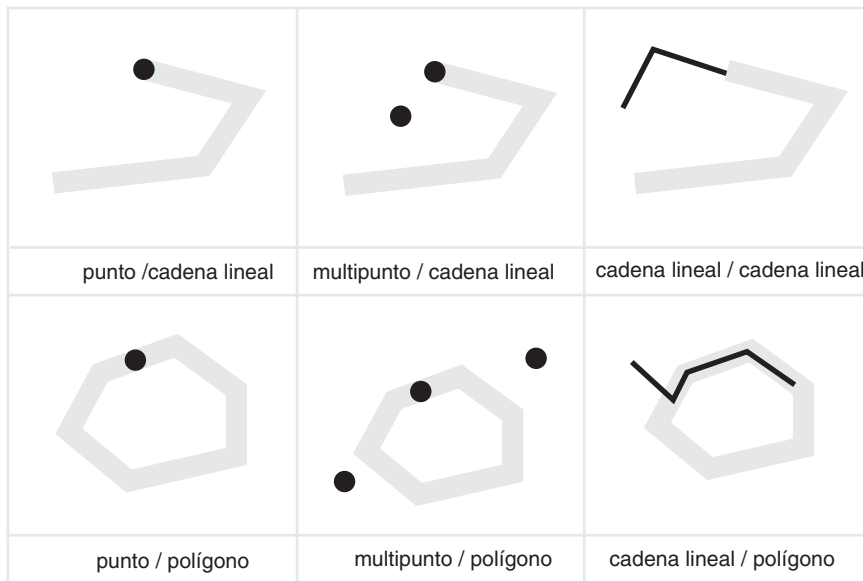 punto /cadena lineal
multipunto / cadena lineal
cadena lineal / cadena lineal
punto / polígono
multipunto / polígono
cadena lineal / polígono